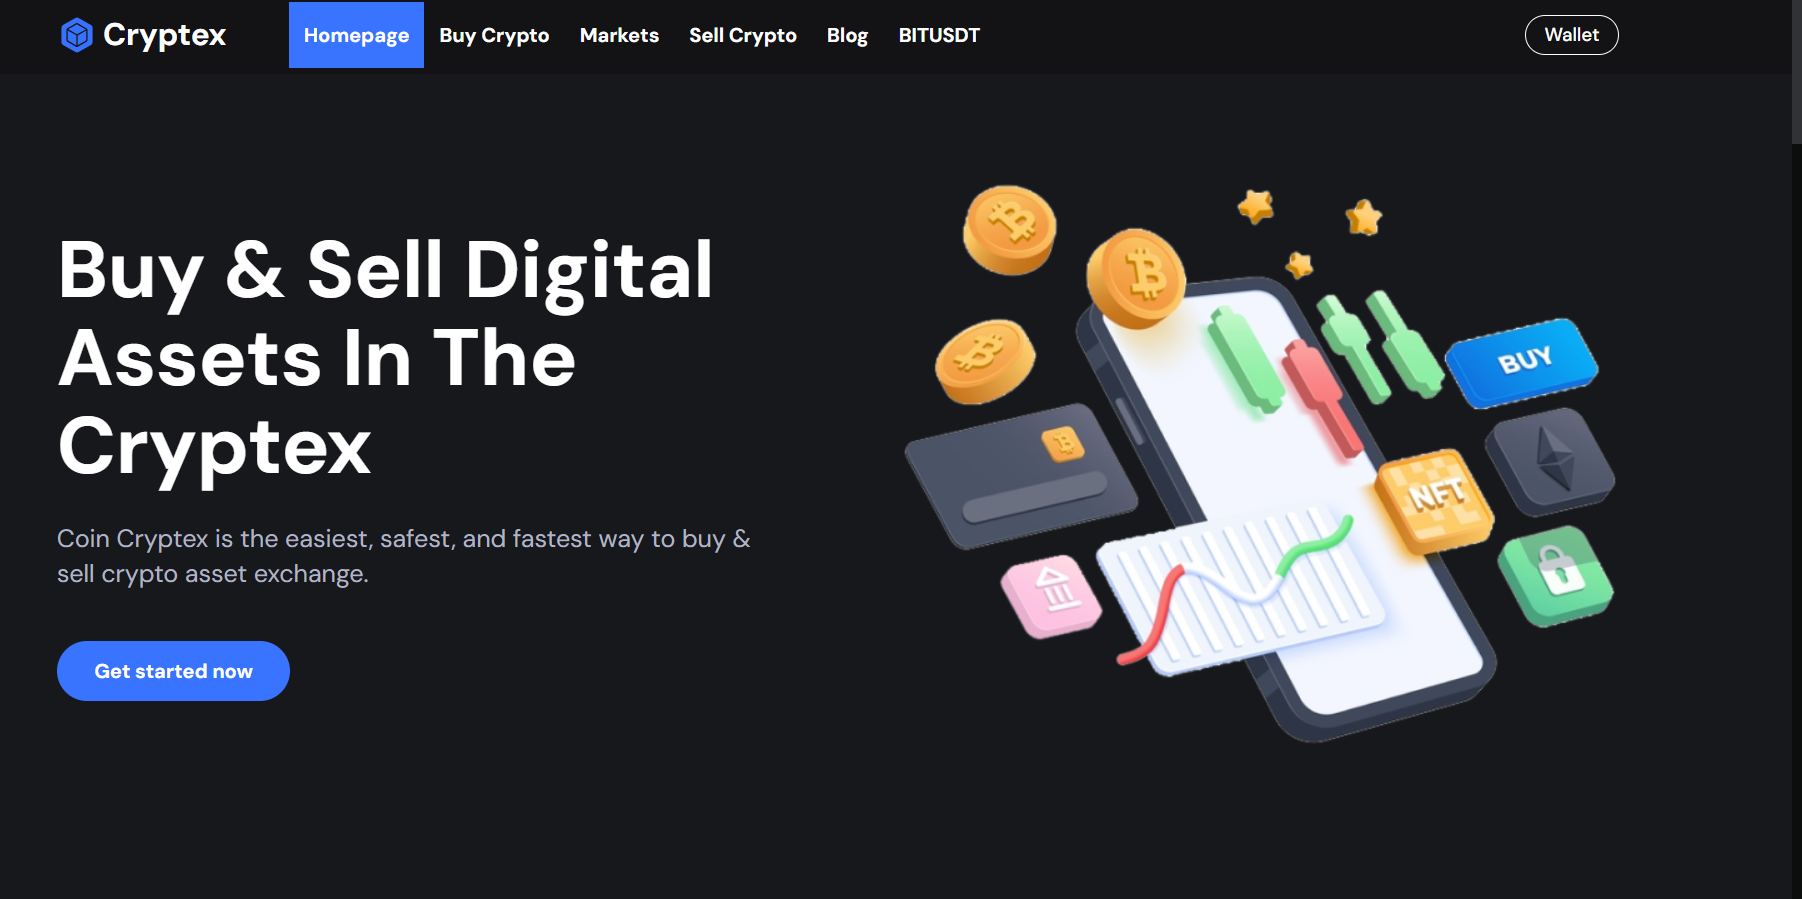 Cryptex
Homepage
Buy Crypto
Markets
Sell Crypto
Blog
BITUSDT
Wallet
Buy & Sell Digital
Assets In The
Cryptex
Coin Cryptex is the easiest, safest, and fastest way to buy &
sell crypto asset exchange.
Get started now
BUY
NFT